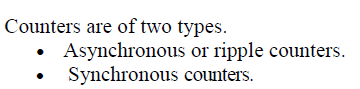 Counters are of two types.
• Asynchronous or ripple counters.
• Synchronous counters.